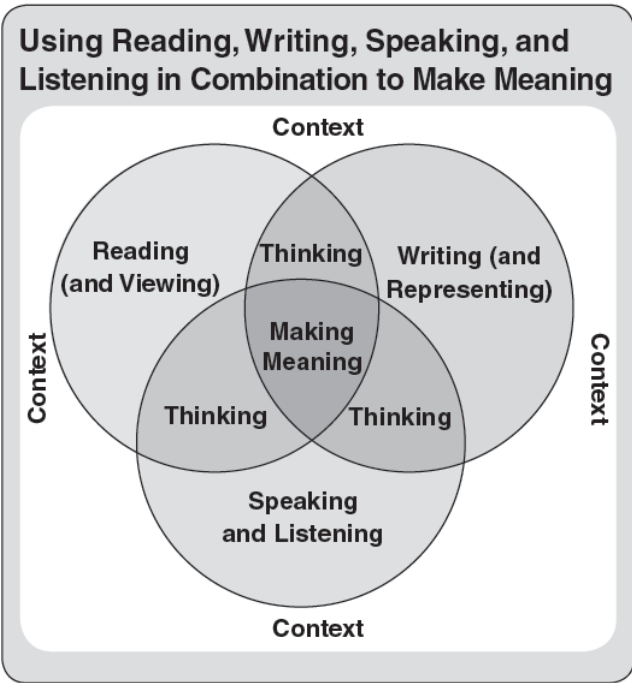 Using Reading, Writing, Speaking, and
Listening in Combination to Make Meaning
Context
Reading
(and Viewing)
Thinking
Writing (and
Representing)
Making
Meaning
Context
Context
Thinking
Thinking
Speaking
and Listening
Context